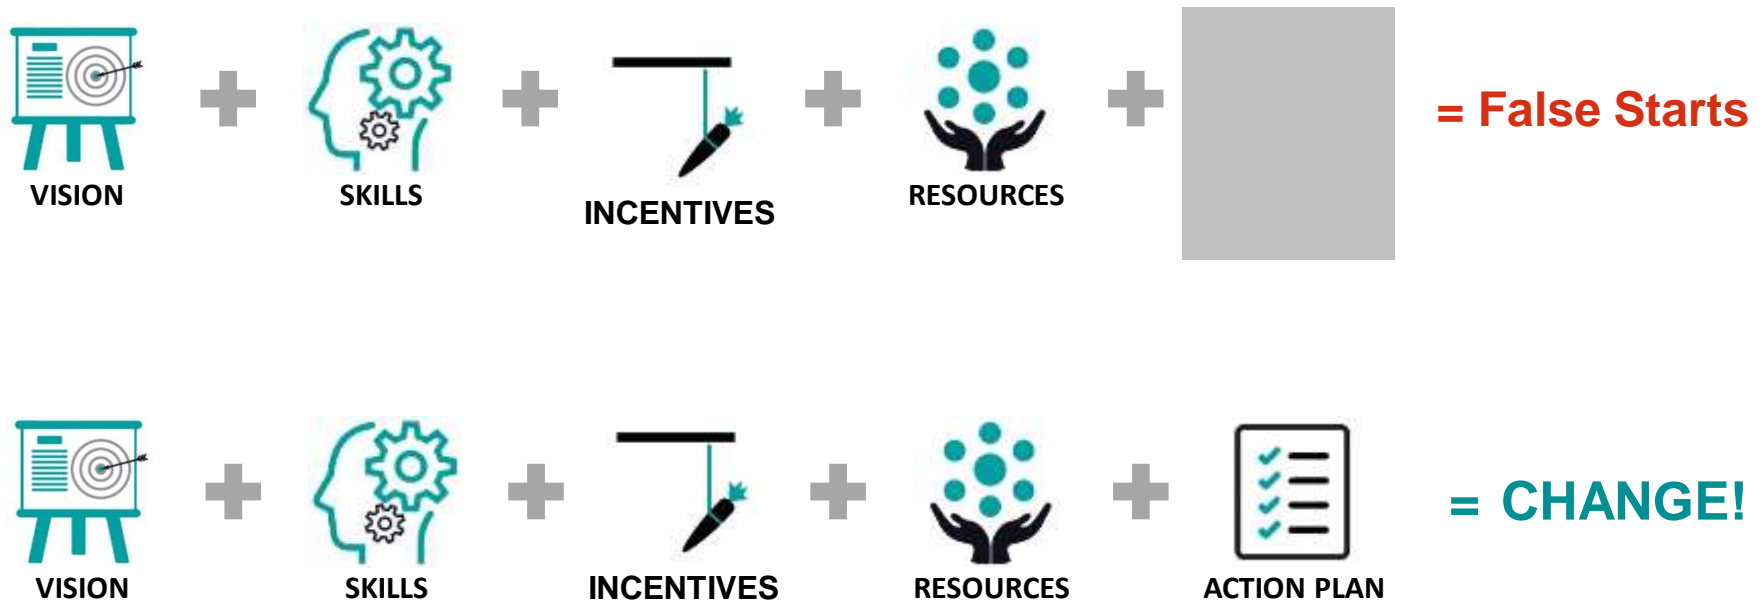 = False Starts
VISION
SKILLS
INCENTIVES
RESOURCES
= CHANGE!
VISION
SKILLS
INCENTIVES
RESOURCES
ACTION PLAN